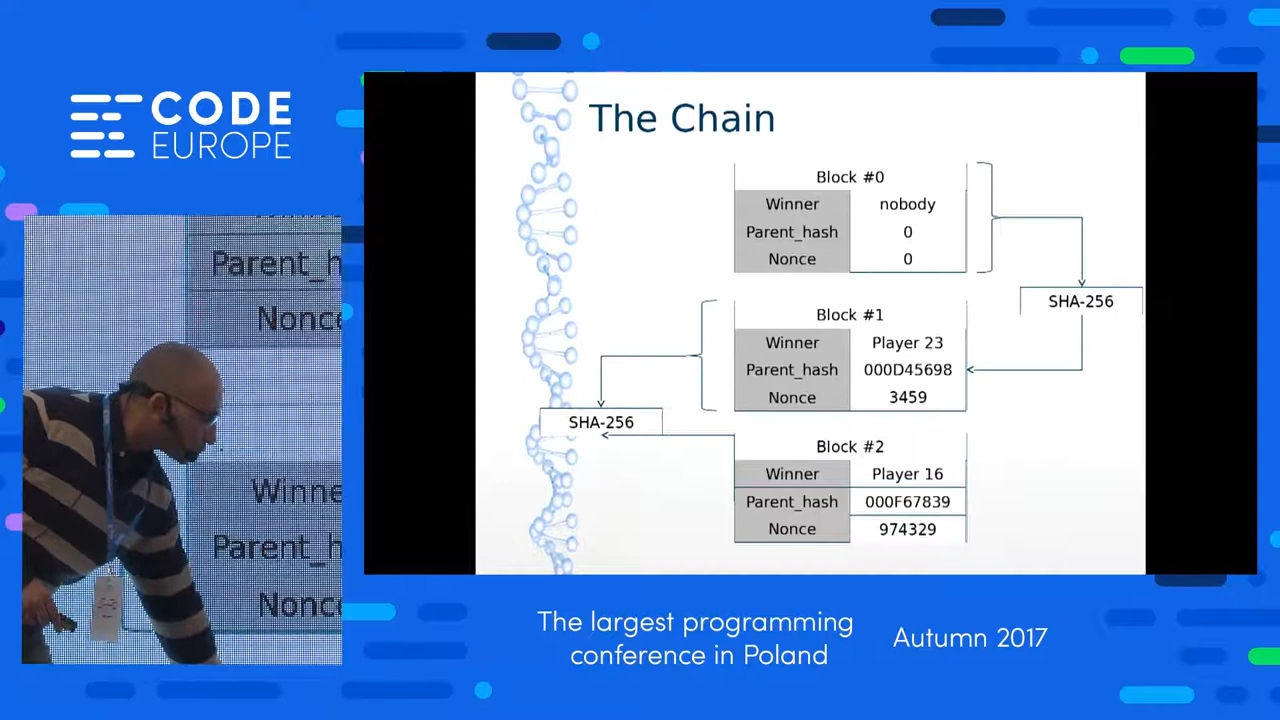 CODE
EUROPE
The Chain
Block #0
Winner nobody
Parent_hash 0
Nonce 0
SHA-256
Block #1
Winner Player 23
Parent_hash 000D45698
Nonce 3459
SHA-256
Block #2
Winner Player 16
Parent_hash 000F67839
Nonce 974329
Parent_h
Nonce
Winne
Parent_h
Nonc
The largest programming
conference in Poland
Autumn 2017